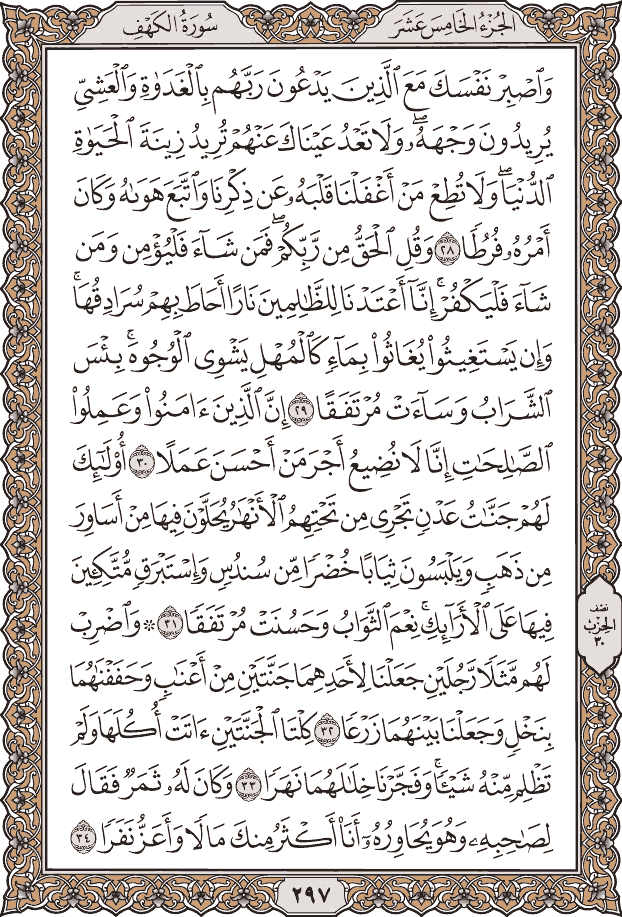 الجُزْءُ الخَامِسَ عَشَرَ
سُورَةُ الكَهْفِ
وَٱصۡبِرۡ نَفۡسَكَ مَعَ ٱلَّذِينَ يَدۡعُونَ رَبَّهُم بِٱلۡغَدَوٰةِ وَٱلۡعَشِيِّ
يُرِيدُونَ وَجۡهَهُۥۖ وَلَا تَعۡدُ عَيۡنَاكَ عَنۡهُمۡ تُرِيدُ زِينَةَ ٱلۡحَيَوٰةِ
ٱلدُّنۡيَاۖ وَلَا تُطِعۡ مَنۡ أَغۡفَلۡنَا قَلۡبَهُۥ عَن ذِكۡرِنَا وَٱتَّبَعَ هَوَىٰهُ وَكَانَ
أَمۡرُهُۥ فُرُطٗا ٢٨ وَقُلِ ٱلۡحَقُّ مِن رَّبِّكُمۡۖ فَمَن شَآءَ فَلۡيُؤۡمِن وَمَن
شَآءَ فَلۡيَكۡفُرۡۚ إِنَّآ أَعۡتَدۡنَا لِلظَّٰلِمِينَ نَارًا أَحَاطَ بِهِمۡ سُرَادِقُهَاۚ
وَإِن يَسۡتَغِيثُواْ يُغَاثُواْ بِمَآءٖ كَٱلۡمُهۡلِ يَشۡوِي ٱلۡوُجُوهَۚ بِئۡسَ
ٱلشَّرَابُ وَسَآءَتۡ مُرۡتَفَقًا ٢٩ إِنَّ ٱلَّذِينَ ءَامَنُواْ وَعَمِلُواْ
ٱلصَّٰلِحَٰتِ إِنَّا لَا نُضِيعُ أَجۡرَ مَنۡ أَحۡسَنَ عَمَلًا ٣٠ أُوْلَٰٓئِكَ
لَهُمۡ جَنَّٰتُ عَدۡنٖ تَجۡرِي مِن تَحۡتِهِمُ ٱلۡأَنۡهَٰرُ يُحَلَّوۡنَ فِيهَا مِنۡ أَسَاوِرَ
مِن ذَهَبٖ وَيَلۡبَسُونَ ثِيَابًا خُضۡرٗا مِّن سُندُسٖ وَإِسۡتَبۡرَقٖ مُّتَّكِـِٔينَ
فِيهَا عَلَى ٱلۡأَرَآئِكِۚ نِعۡمَ ٱلثَّوَابُ وَحَسُنَتۡ مُرۡتَفَقٗا ٣١ ۞ وَٱضۡرِبۡ
لَهُم مَّثَلٗا رَّجُلَيۡنِ جَعَلۡنَا لِأَحَدِهِمَا جَنَّتَيۡنِ مِنۡ أَعۡنَٰبٖ وَحَفَفۡنَٰهُمَا
بِنَخۡلٖ وَجَعَلۡنَا بَيۡنَهُمَا زَرۡعٗا ٣٢ كِلۡتَا ٱلۡجَنَّتَيۡنِ ءَاتَتۡ أُكُلَهَا وَلَمۡ
تَظۡلِم مِّنۡهُ شَيۡـٔٗاۚ وَفَجَّرۡنَا خِلَٰلَهُمَا نَهَرٗا ٣٣ وَكَانَ لَهُۥ ثَمَرٞ فَقَالَ
لِصَٰحِبِهِۦ وَهُوَ يُحَاوِرُهُۥٓ أَنَا۠ أَكۡثَرُ مِنكَ مَالٗا وَأَعَزُّ نَفَرٗا ٣٤
نصف
الحزب
٣٠
٢٩٧